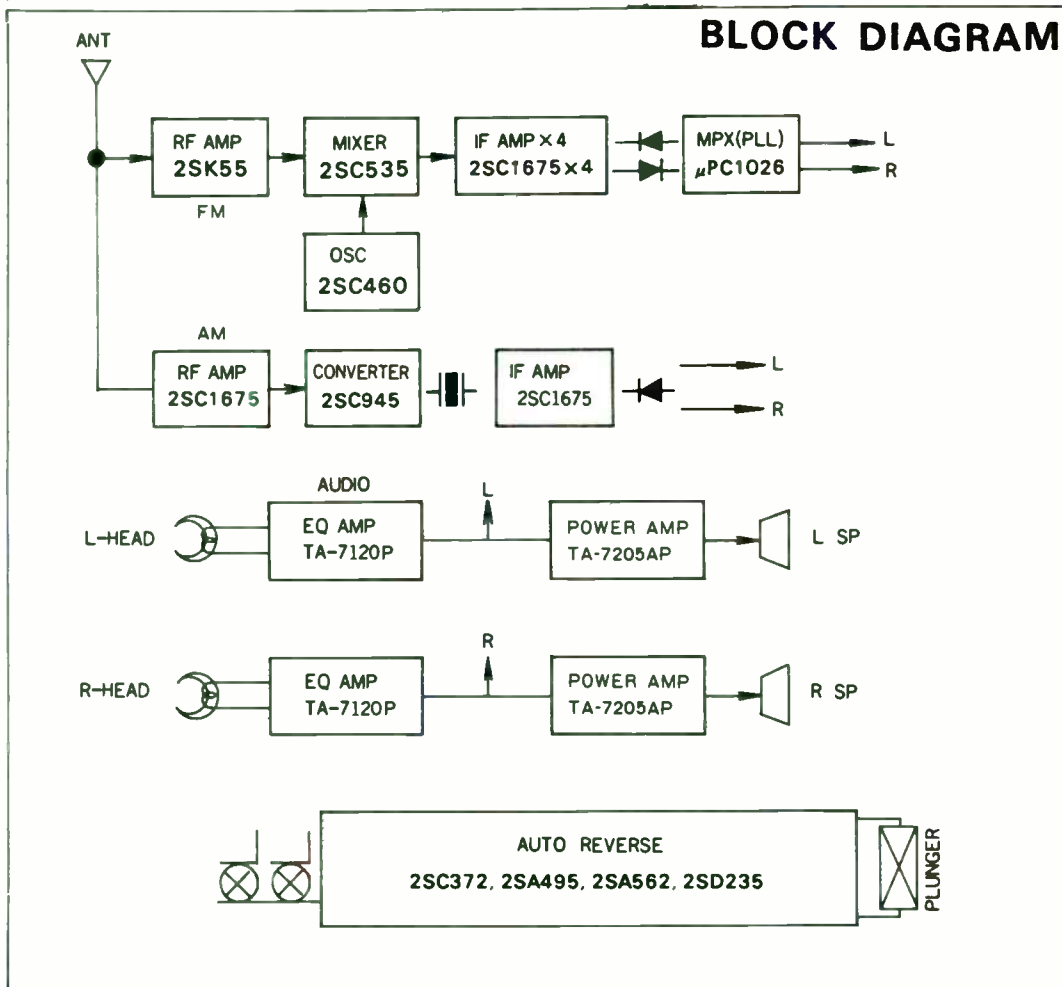 BLOCK DIAGRAM
ANT
RF AMP
2SK55
FM
MIXER
2SC535
IF AMP×4
2SC1675×4
MPX(PLL)
μPC1026
L
R
OSC
2SC460
AM
RF AMP
2SC1675
CONVERTER
2SC945
IF AMP
2SC1675
L
R
AUDIO
L-HEAD
EQ AMP
TA-7120P
L
POWER AMP
TA-7205AP
L SP
R-HEAD
EQ AMP
TA-7120P
R
POWER AMP
TA-7205AP
R SP
AUTO REVERSE
2SC372, 2SA495, 2SA562, 2SD235
PLUNGER